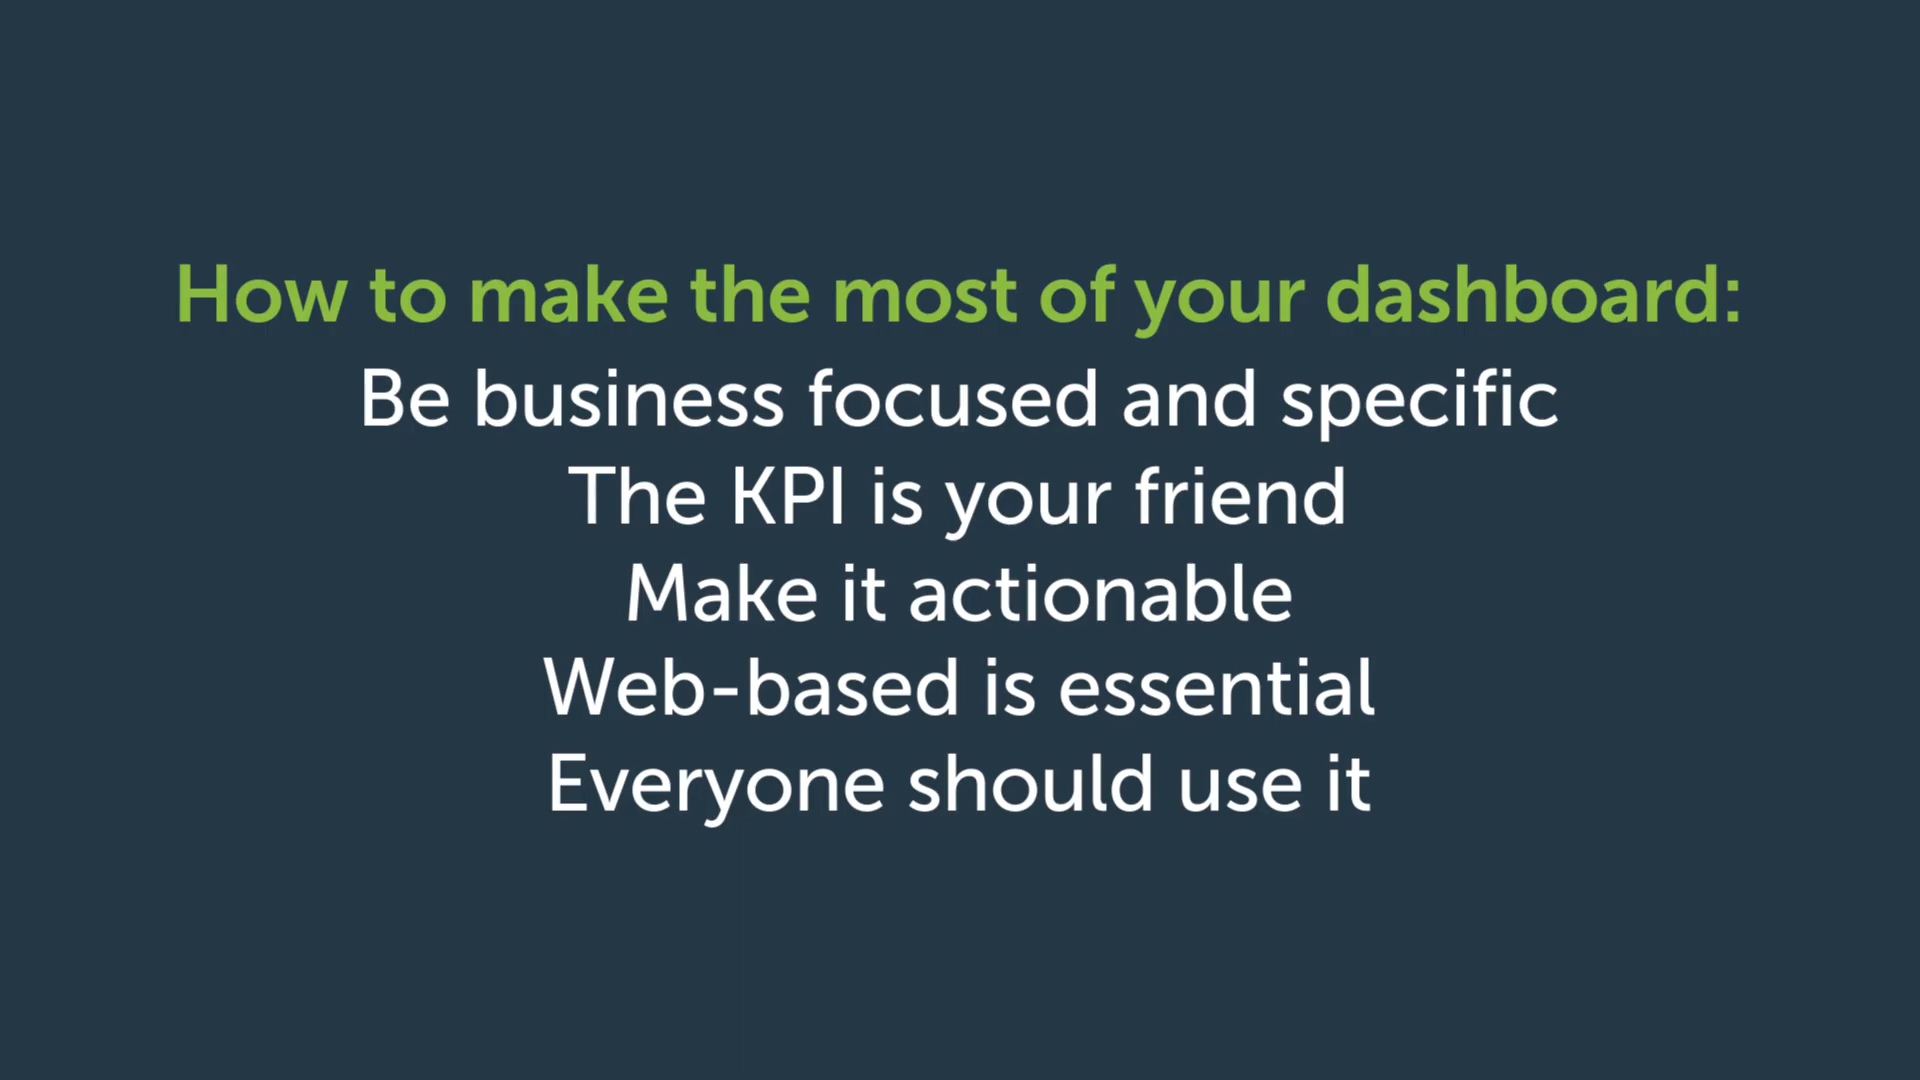 How to make the most of your dashboard:
Be business focused and specific
The KPI is your friend
Make it actionable
Web-based is essential
Everyone should use it